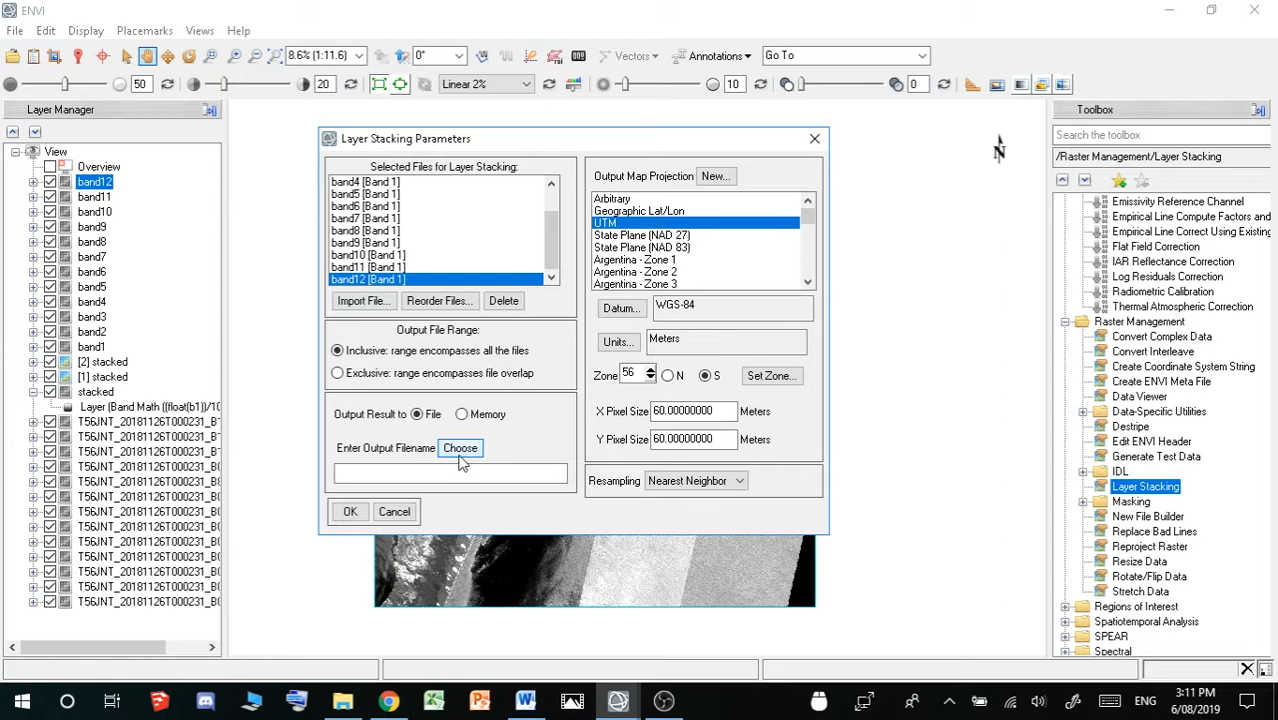 ENVI
File Edit Display Placemarks Views Help
8.6% (1:11.6) 0° Vectors Annotations Go To
50 20 Linear 2% 10 0
Layer Manager
View
Overview
band12
band11
band10
band9
band8
band7
band6
band5
band4
band3
band2
band1
[2] stacked
[1] stacked
stacked
Layer (Band Math ((float(b1))/10
T56JNT_20181126T000231_B1
T56JNT_20181126T000231_B1
T56JNT_20181126T000231_B1
T56JNT_20181126T000231_B0
T56JNT_20181126T000231_B0
T56JNT_20181126T000231_B0
T56JNT_20181126T000231_B0
T56JNT_20181126T000231_B0
T56JNT_20181126T000231_B0
T56JNT_20181126T000231_B0
T56JNT_20181126T000231_B0
T56JNT_20181126T000231_B0
T56JNT_20181126T000231_B0
Layer Stacking Parameters
Selected Files for Layer Stacking:
band4 [Band 1]
band5 [Band 1]
band6 [Band 1]
band7 [Band 1]
band8 [Band 1]
band9 [Band 1]
band10 [Band 1]
band11 [Band 1]
band12 [Band 1]
Import File... Reorder Files... Delete
Output File Range:
Inclusive: range encompasses all the files
Exclusive: range encompasses file overlap
Output Result to File Memory
Enter Output Filename Choose
OK Cancel
Output Map Projection New...
Arbitrary
Geographic Lat/Lon
UTM
State Plane (NAD 27)
State Plane (NAD 83)
Argentina - Zone 1
Argentina - Zone 2
Argentina - Zone 3
Datum... WGS-84
Units... Meters
Zone 56 N S Set Zone...
X Pixel Size 60.00000000 Meters
Y Pixel Size 60.00000000 Meters
Resampling Nearest Neighbor
N
Toolbox
Search the toolbox
/Raster Management/Layer Stacking
Emissivity Reference Channel
Empirical Line Compute Factors and
Empirical Line Correct Using Existing
Flat Field Correction
IAR Reflectance Correction
Log Residuals Correction
Radiometric Calibration
Thermal Atmospheric Correction
Raster Management
Convert Complex Data
Convert Interleave
Create Coordinate System String
Create ENVI Meta File
Data Viewer
Data-Specific Utilities
Destripe
Edit ENVI Header
Generate Test Data
IDL
Layer Stacking
Masking
New File Builder
Replace Bad Lines
Reproject Raster
Resize Data
Rotate/Flip Data
Stretch Data
Regions of Interest
Spatiotemporal Analysis
SPEAR
Spectral
ENG
3:11 PM
6/08/2019